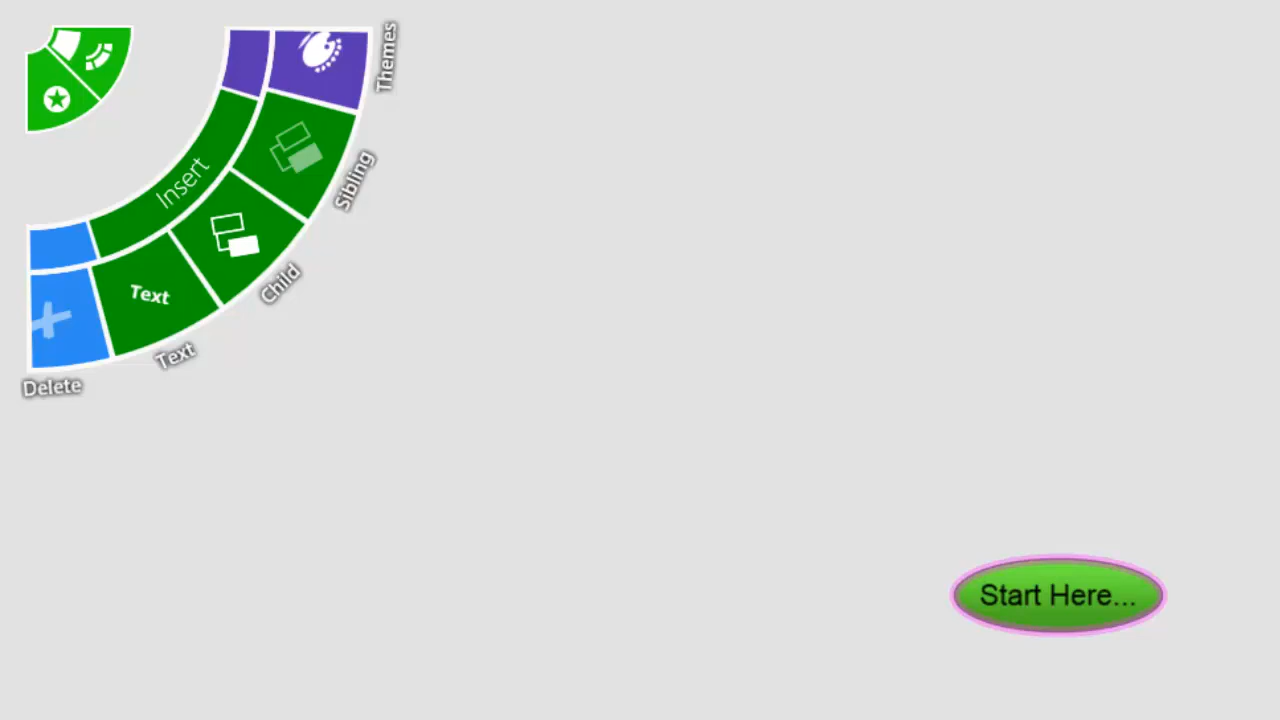 Themes
Sibling
Insert
Child
Text
Text
Delete
Start Here...